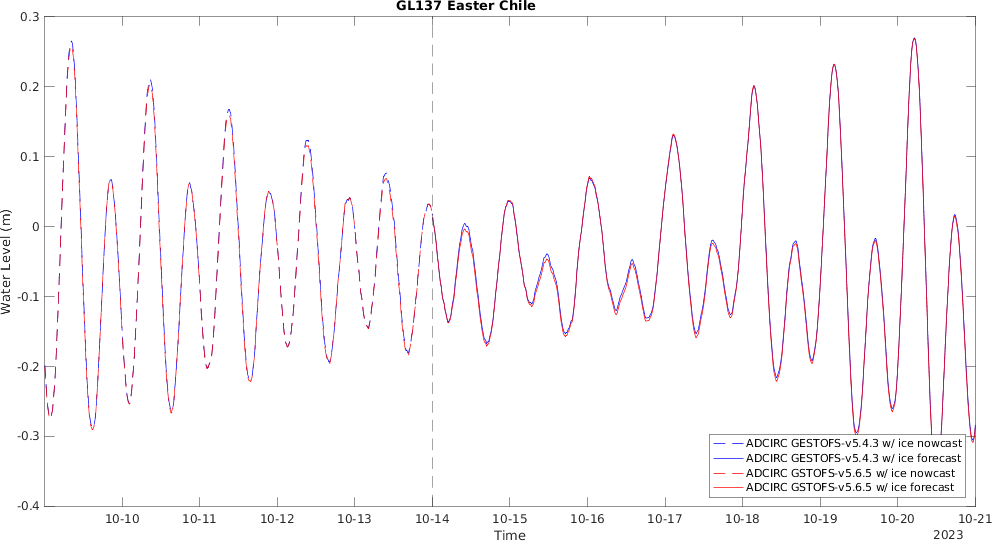 GL137 Easter Chile
0.3
0.2
0.1
0
-0.1
-0.2
-0.3
-0.4
Water Level (m)
ADCIRC GESTOFS-v5.4.3 w/ ice nowcast
ADCIRC GESTOFS-v5.4.3 w/ ice forecast
ADCIRC GSTOFS-v5.6.5 w/ ice nowcast
ADCIRC GSTOFS-v5.6.5 w/ ice forecast
10-10 10-11 10-12 10-13 10-14 10-15 10-16 10-17 10-18 10-19 10-20 10-21
Time
2023